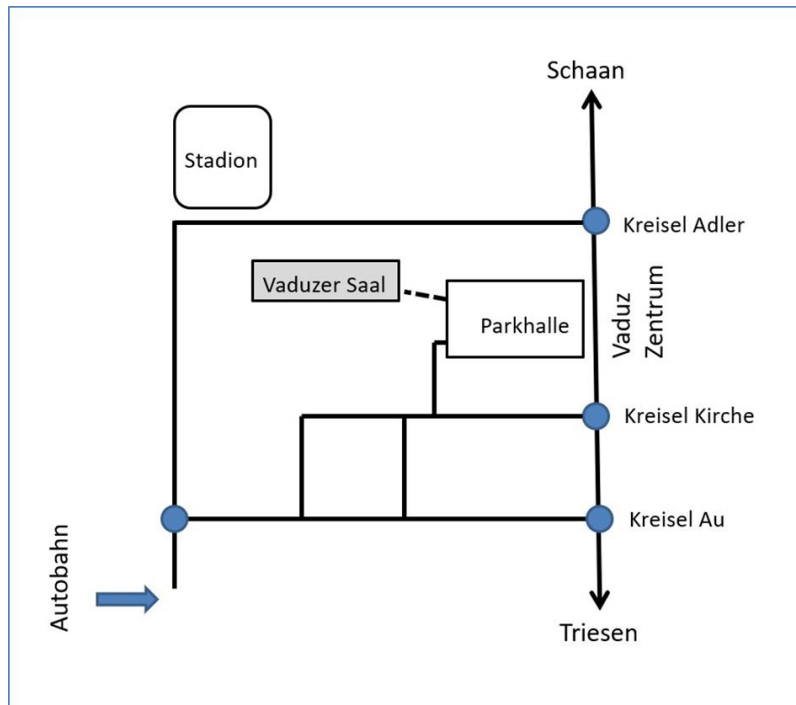 Schaan
Stadion
Kreisel Adler
Vaduzer Saal
Parkhalle
Vaduz
Zentrum
Kreisel Kirche
Kreisel Au
Autobahn
Triesen